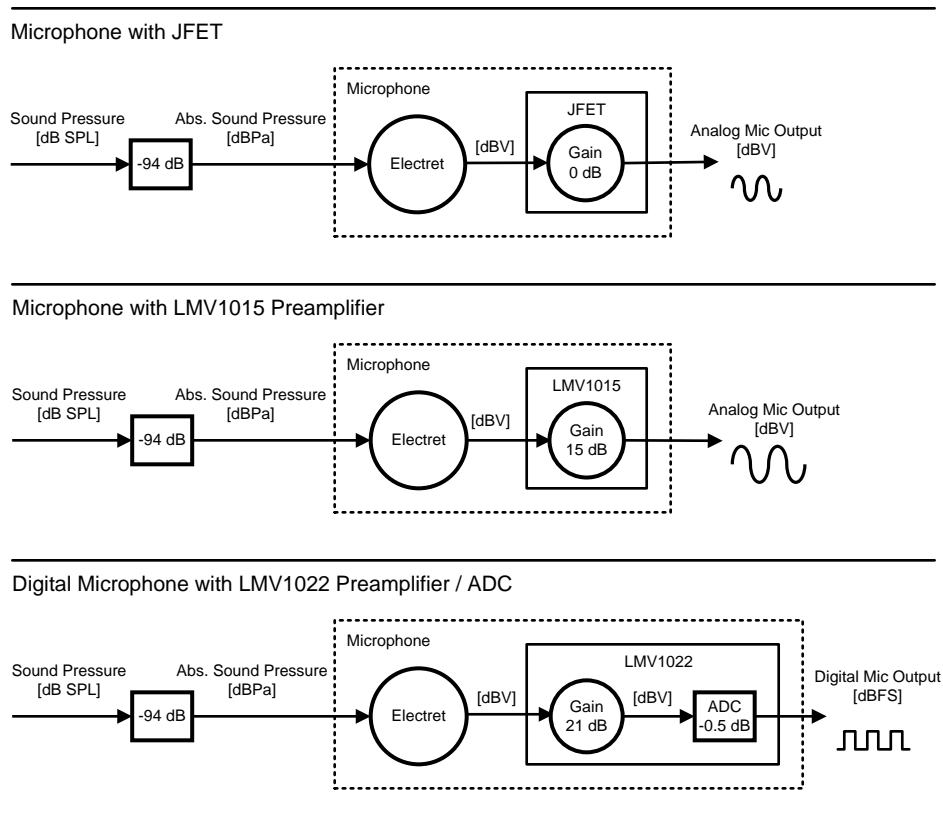 Microphone with JFET
Microphone
Sound Pressure
[dB SPL]
-94 dB
Abs. Sound Pressure
[dBPa]
Electret
[dBV]
JFET
Gain
0 dB
Analog Mic Output
[dBV]
Microphone with LMV1015 Preamplifier
Microphone
Sound Pressure
[dB SPL]
-94 dB
Abs. Sound Pressure
[dBPa]
Electret
[dBV]
LMV1015
Gain
15 dB
Analog Mic Output
[dBV]
Digital Microphone with LMV1022 Preamplifier / ADC
Microphone
Sound Pressure
[dB SPL]
-94 dB
Abs. Sound Pressure
[dBPa]
Electret
[dBV]
LMV1022
Gain
21 dB
[dBV]
ADC
-0.5 dB
Digital Mic Output
[dBFS]